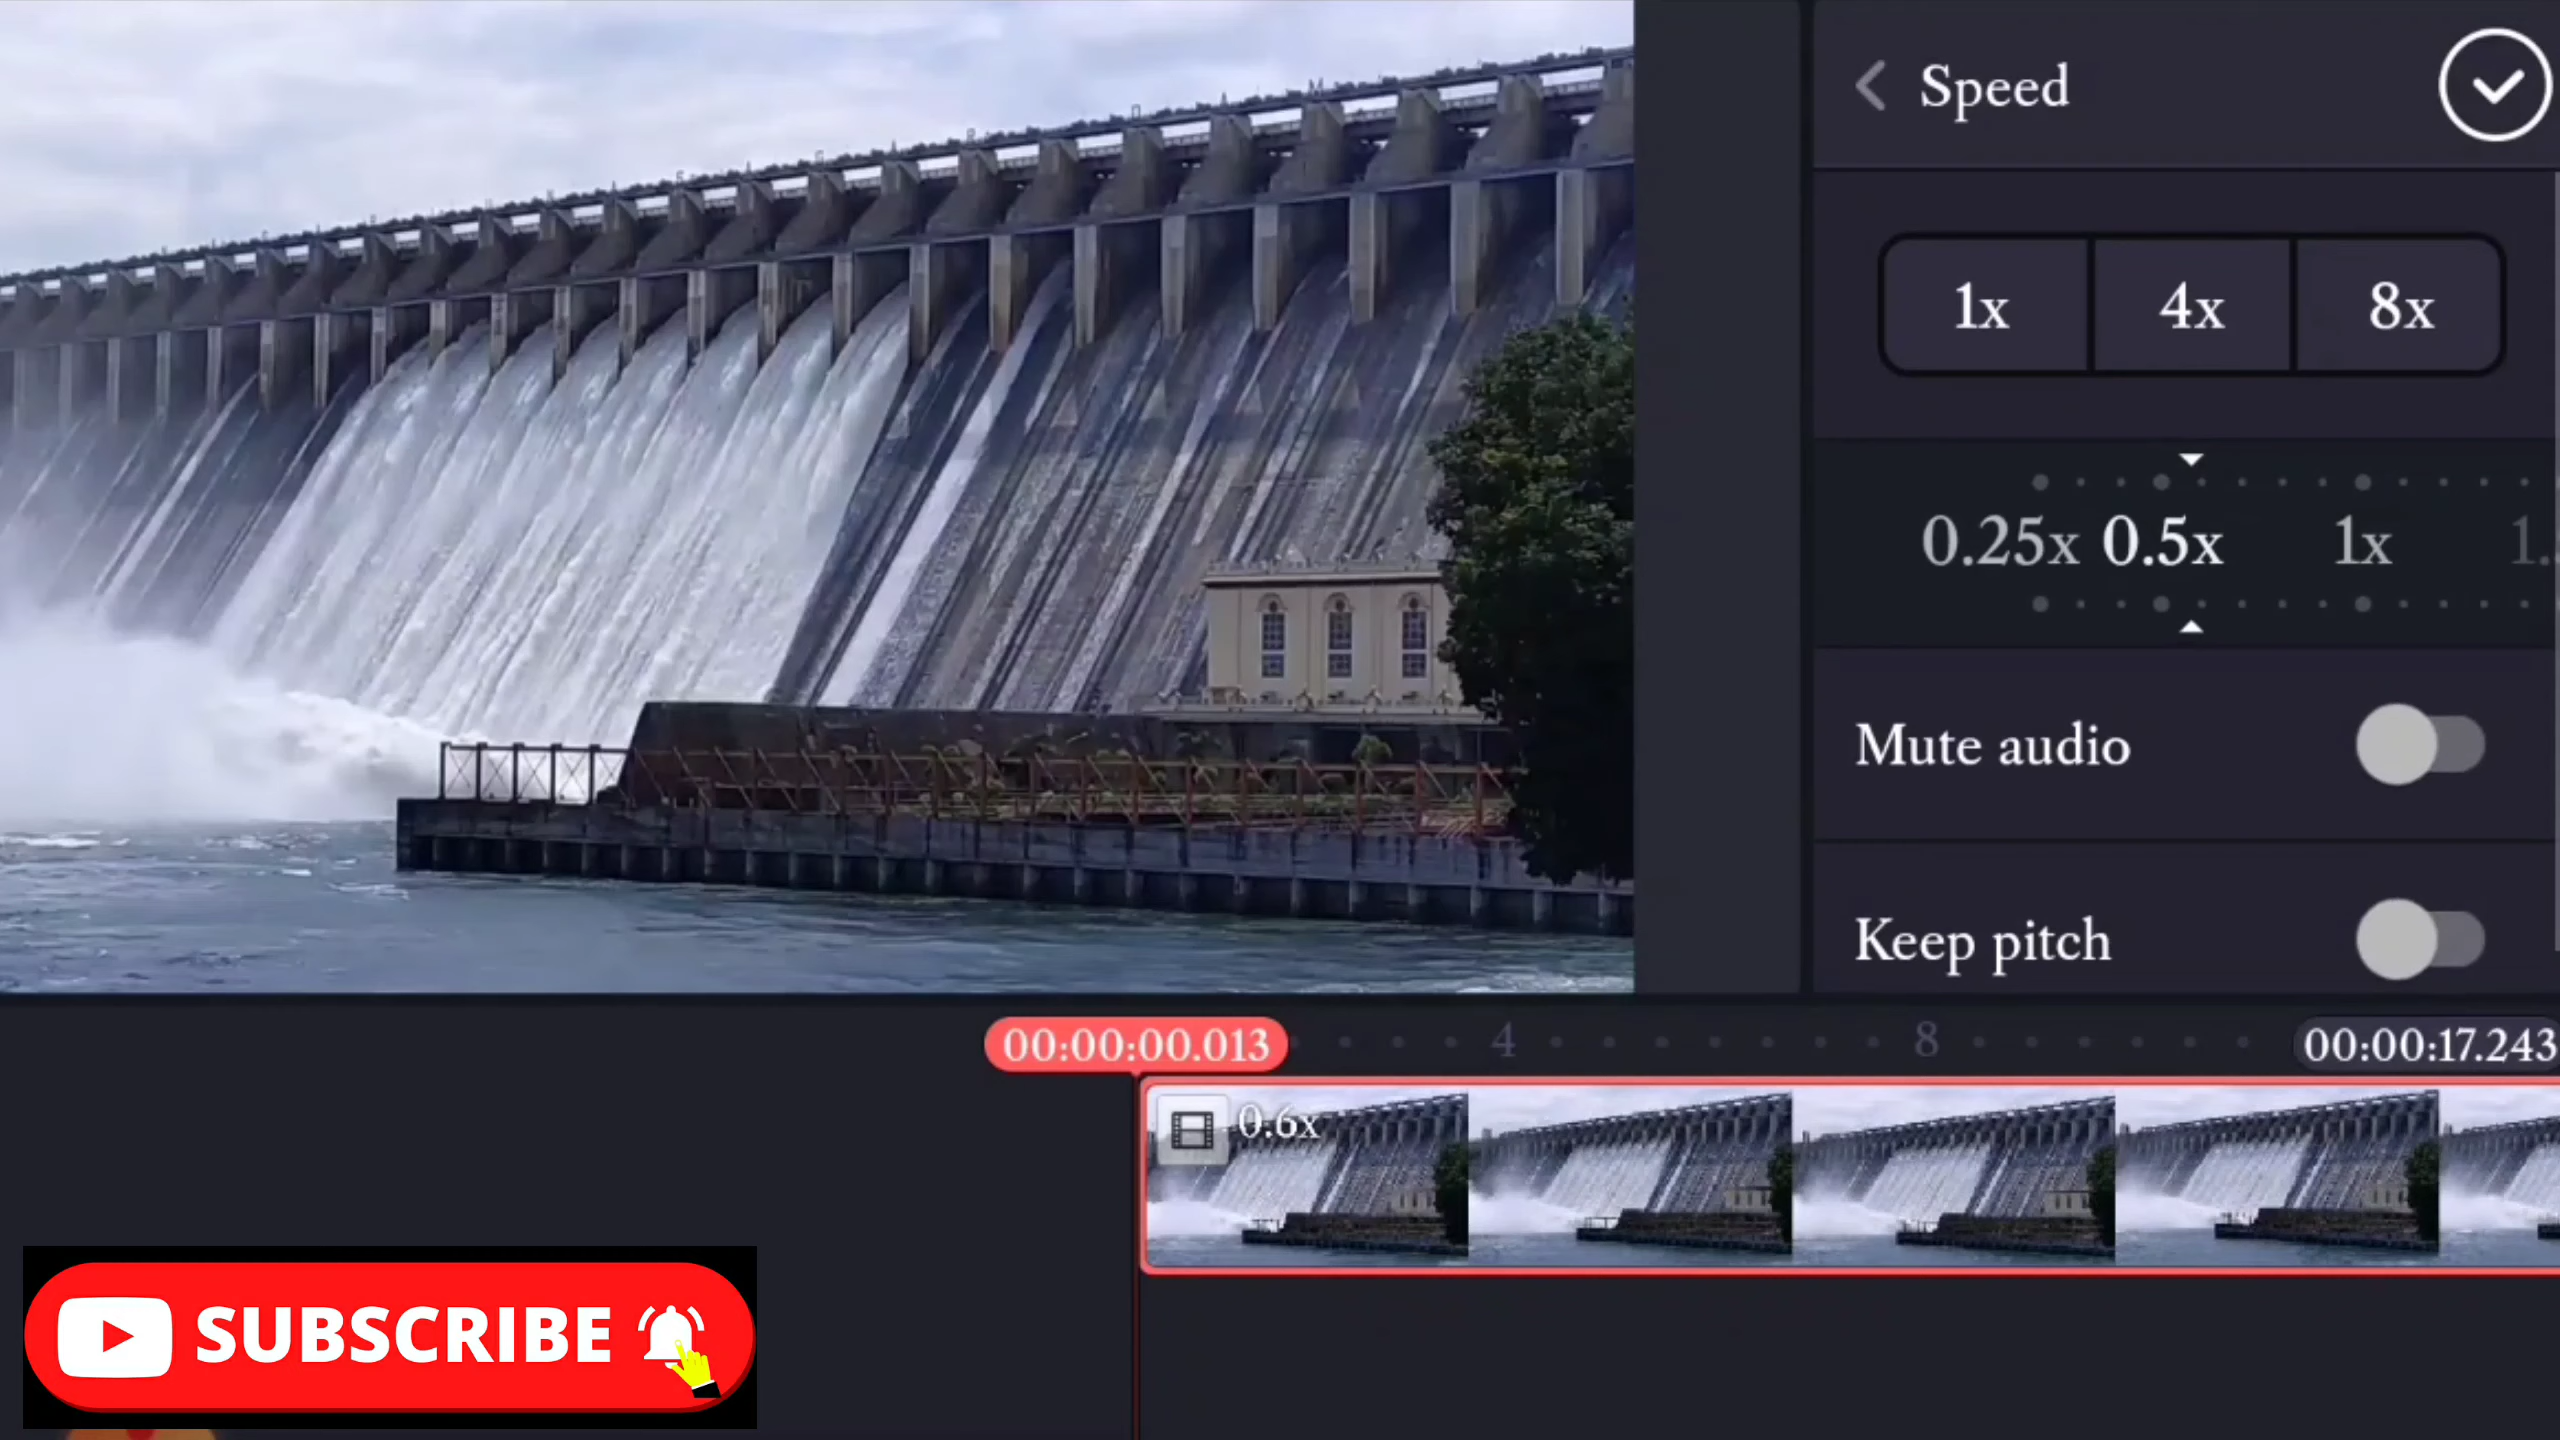 Speed
1x 4x 8x
0.25x 0.5x 1x 1.
Mute audio
Keep pitch
00:00:00.013 4 8 00:00:17.243
0.6x
SUBSCRIBE